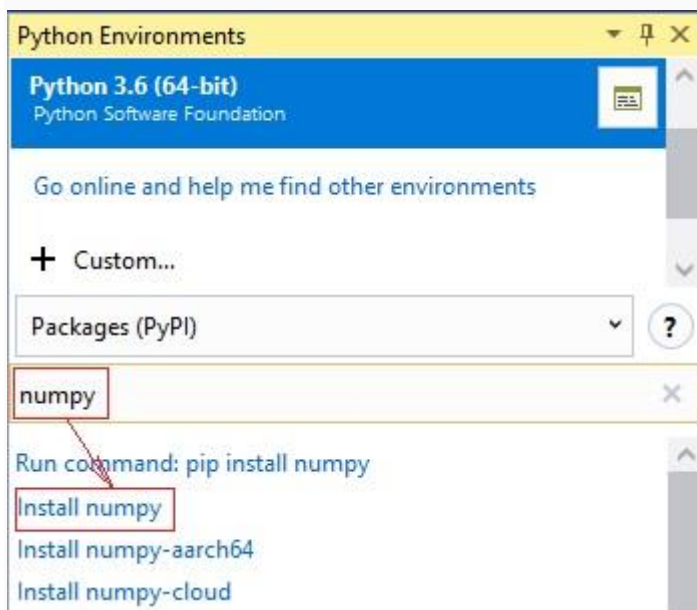 Python Environments
Python 3.6 (64-bit)
Python Software Foundation
Go online and help me find other environments
+ Custom...
Packages (PyPI)
?
numpy
Run command: pip install numpy
Install numpy
Install numpy-aarch64
Install numpy-cloud